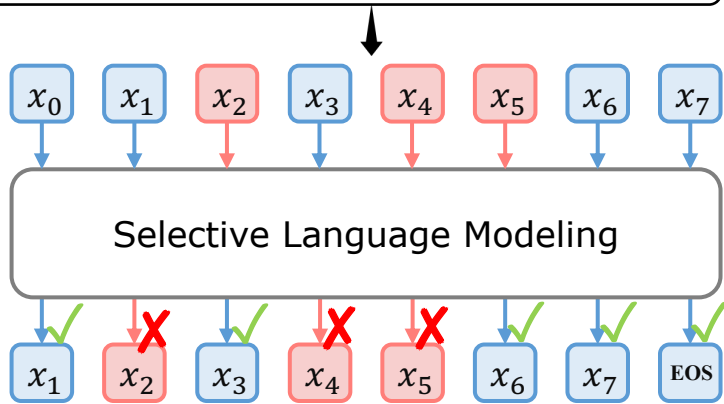 x₀ x₁ x₂ x₃ x₄ x₅ x₆ x₇
Selective Language Modeling
x₁ x₂ x₃ x₄ x₅ x₆ x₇ EOS